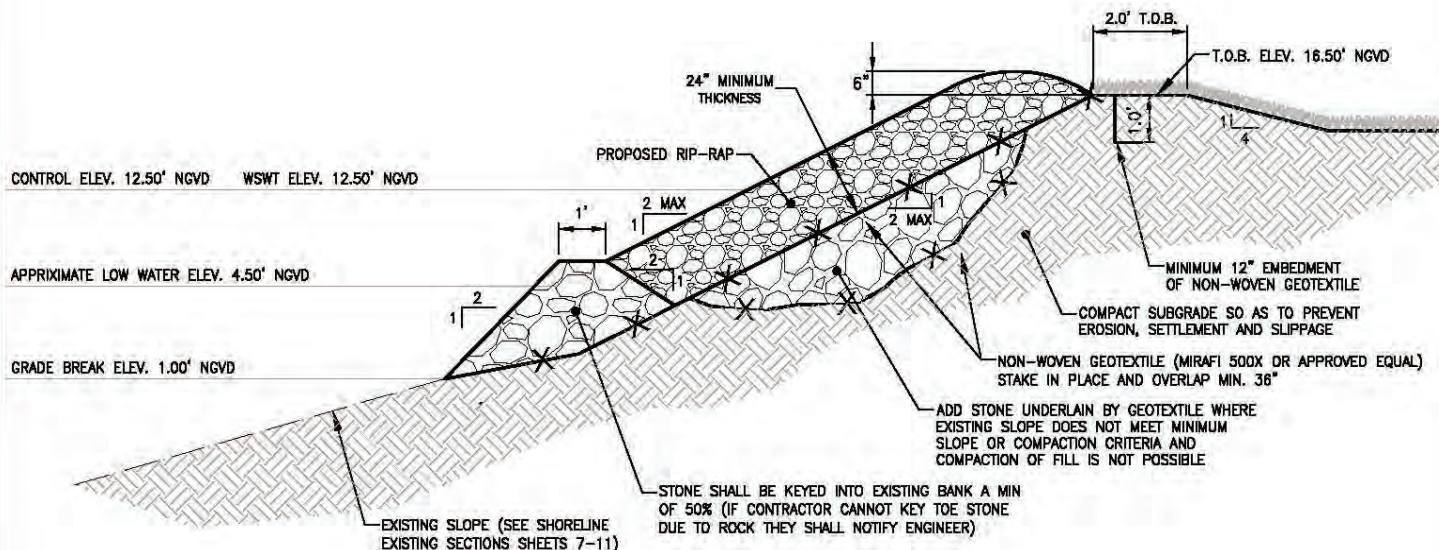 2.0' T.O.B.
T.O.B. ELEV. 16.50' NGVD
6"
24" MINIMUM
THICKNESS
1.0'
1
4
PROPOSED RIP-RAP
CONTROL ELEV. 12.50' NGVD WSWT ELEV. 12.50' NGVD
2 MAX
1
1
2 MAX
1'
2
1
APPRIXIMATE LOW WATER ELEV. 4.50' NGVD
2
1
MINIMUM 12" EMBEDMENT
OF NON-WOVEN GEOTEXTILE
COMPACT SUBGRADE SO AS TO PREVENT
EROSION, SETTLEMENT AND SLIPPAGE
GRADE BREAK ELEV. 1.00' NGVD
NON-WOVEN GEOTEXTILE (MIRAFI 500X OR APPROVED EQUAL)
STAKE IN PLACE AND OVERLAP MIN. 36"
ADD STONE UNDERLAIN BY GEOTEXTILE WHERE
EXISTING SLOPE DOES NOT MEET MINIMUM
SLOPE OR COMPACTION CRITERIA AND
COMPACTION OF FILL IS NOT POSSIBLE
STONE SHALL BE KEYED INTO EXISTING BANK A MIN
OF 50% (IF CONTRACTOR CANNOT KEY TOE STONE
DUE TO ROCK THEY SHALL NOTIFY ENGINEER)
EXISTING SLOPE (SEE SHORELINE
EXISTING SECTIONS SHEETS 7-11)